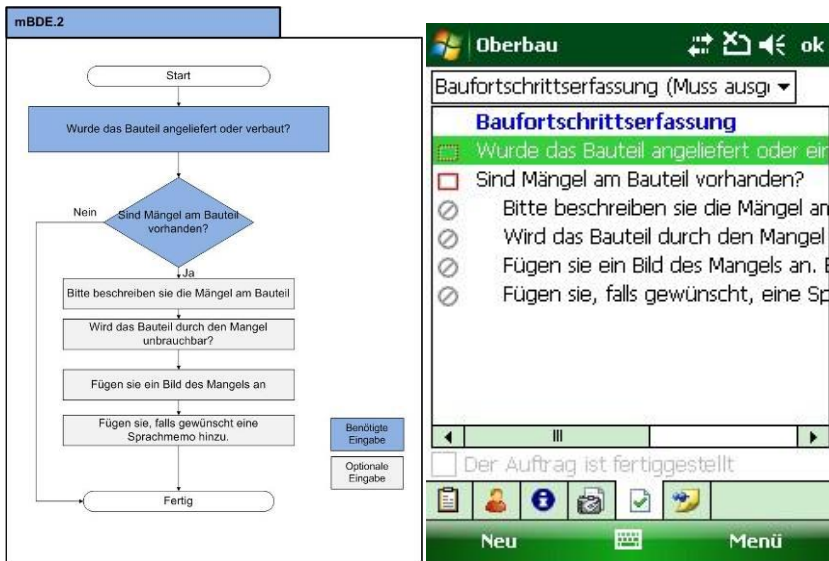 mBDE.2
Start
Wurde das Bauteil angeliefert oder verbaut?
Nein
Sind Mängel am Bauteil
vorhanden?
Ja
Bitte beschreiben sie die Mängel am Bauteil
Wird das Bauteil durch den Mangel
unbrauchbar?
Fügen sie ein Bild des Mangels an
Fügen sie, falls gewünscht eine
Sprachmemo hinzu.
Fertig
Benötigte
Eingabe
Optionale
Eingabe
Oberbau
ok
Baufortschrittserfassung (Muss ausgı
Baufortschrittserfassung
Wurde das Bauteil angeliefert oder eir
Sind Mängel am Bauteil vorhanden?
Bitte beschreiben sie die Mängel an
Wird das Bauteil durch den Mangel
Fügen sie ein Bild des Mangels an. E
Fügen sie, falls gewünscht, eine Sp
Der Auftrag ist fertiggestellt
Neu
Menü